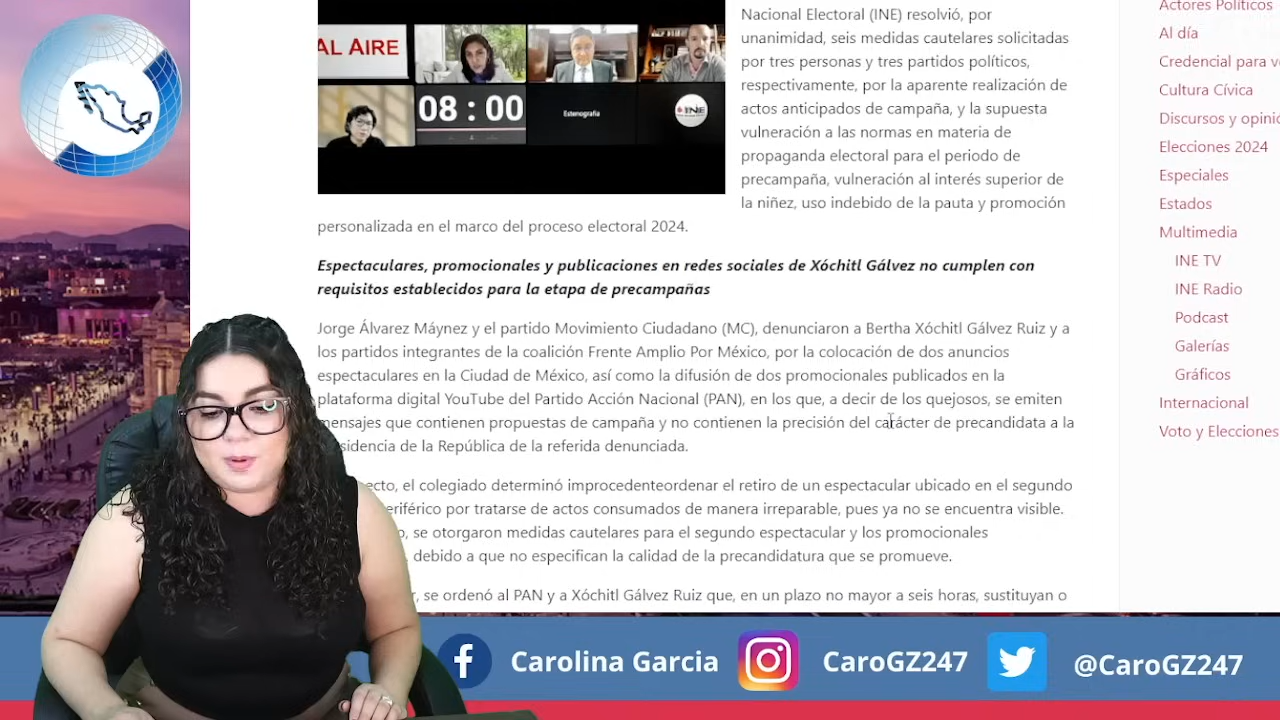 AL AIRE
08 : 00
Estenografía
INE
Nacional Electoral (INE) resolvió, por
unanimidad, seis medidas cautelares solicitadas
por tres personas y tres partidos políticos,
respectivamente, por la aparente realización de
actos anticipados de campaña, y la supuesta
vulneración a las normas en materia de
propaganda electoral para el periodo de
precampaña, vulneración al interés superior de
la niñez, uso indebido de la pauta y promoción
personalizada en el marco del proceso electoral 2024.
Espectaculares, promocionales y publicaciones en redes sociales de Xóchitl Gálvez no cumplen con
requisitos establecidos para la etapa de precampañas
Jorge Álvarez Máynez y el partido Movimiento Ciudadano (MC), denunciaron a Bertha Xóchitl Gálvez Ruiz y a
los partidos integrantes de la coalición Frente Amplio Por México, por la colocación de dos anuncios
espectaculares en la Ciudad de México, así como la difusión de dos promocionales publicados en la
plataforma digital YouTube del Partido Acción Nacional (PAN), en los que, a decir de los quejosos, se emiten
mensajes que contienen propuestas de campaña y no contienen la precisión del carácter de precandidata a la
sidencia de la República de la referida denunciada.
ecto, el colegiado determinó improcedenteordenar el retiro de un espectacular ubicado en el segundo
eriférico por tratarse de actos consumados de manera irreparable, pues ya no se encuentra visible.
o, se otorgaron medidas cautelares para el segundo espectacular y los promocionales
, debido a que no especifican la calidad de la precandidatura que se promueve.
r, se ordenó al PAN y a Xóchitl Gálvez Ruiz que, en un plazo no mayor a seis horas, sustituyan o
Actores Políticos
Al día
Credencial para v
Cultura Cívica
Discursos y opinio
Elecciones 2024
Especiales
Estados
Multimedia
INE TV
INE Radio
Podcast
Galerías
Gráficos
Internacional
Voto y Elecciones
Carolina Garcia
CaroGZ247
@CaroGZ247